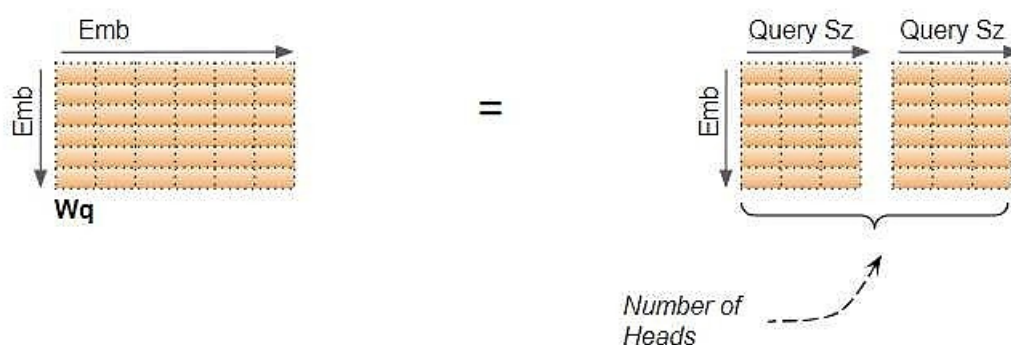 Emb
Emb
Wq
=
Query Sz
Query Sz
Emb
Number of
Heads